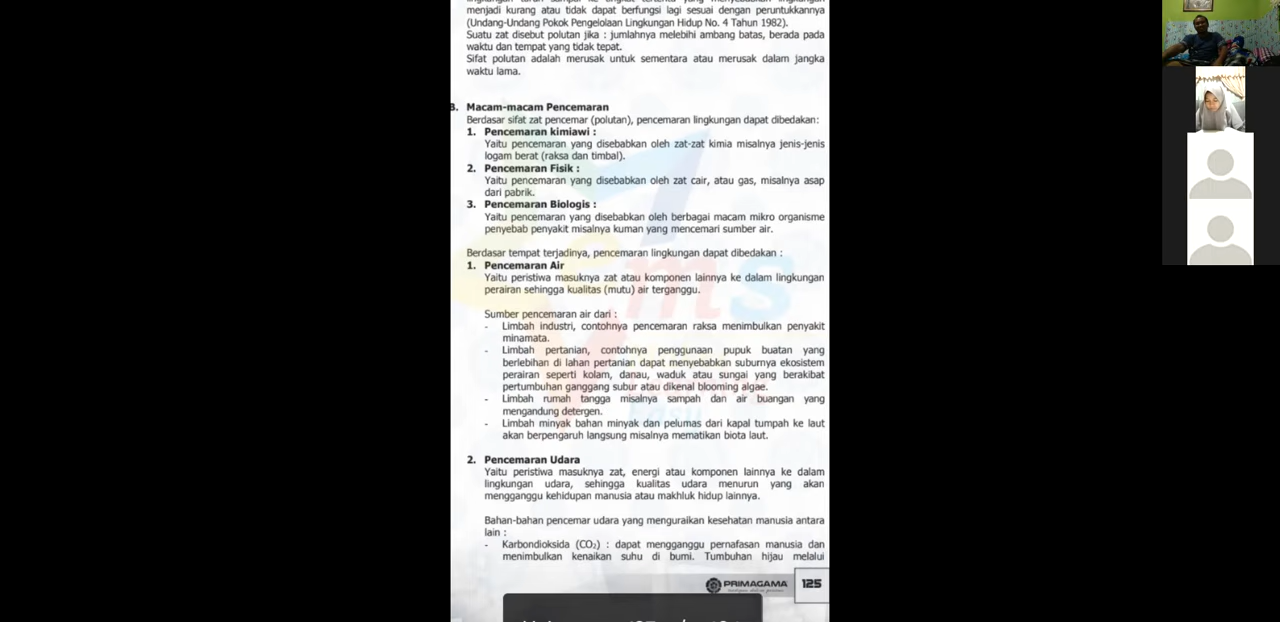 menjadi kurang atau tidak dapat berfungsi lagi sesuai dengan peruntukkannya
(Undang-Undang Pokok Pengelolaan Lingkungan Hidup No. 4 Tahun 1982).
Suatu zat disebut polutan jika : jumlahnya melebihi ambang batas, berada pada
waktu dan tempat yang tidak tepat.
Sifat polutan adalah merusak untuk sementara atau merusak dalam jangka
waktu lama.
B. Macam-macam Pencemaran
Berdasar sifat zat pencemar (polutan), pencemaran lingkungan dapat dibedakan:
1. Pencemaran kimiawi :
Yaitu pencemaran yang disebabkan oleh zat-zat kimia misalnya jenis-jenis
logam berat (raksa dan timbal).
2. Pencemaran Fisik :
Yaitu pencemaran yang disebabkan oleh zat cair, atau gas, misalnya asap
dari pabrik.
3. Pencemaran Biologis :
Yaitu pencemaran yang disebabkan oleh berbagai macam mikro organisme
penyebab penyakit misalnya kuman yang mencemari sumber air.
Berdasar tempat terjadinya, pencemaran lingkungan dapat dibedakan :
1. Pencemaran Air
Yaitu peristiwa masuknya zat atau komponen lainnya ke dalam lingkungan
perairan sehingga kualitas (mutu) air terganggu.
Sumber pencemaran air dari :
- Limbah industri, contohnya pencemaran raksa menimbulkan penyakit
minamata.
- Limbah pertanian, contohnya penggunaan pupuk buatan yang
berlebihan di lahan pertanian dapat menyebabkan suburnya ekosistem
perairan seperti kolam, danau, waduk atau sungai yang berakibat
pertumbuhan ganggang subur atau dikenal blooming algae.
- Limbah rumah tangga misalnya sampah dan air buangan yang
mengandung detergen.
- Limbah minyak bahan minyak dan pelumas dari kapal tumpah ke laut
akan berpengaruh langsung misalnya mematikan biota laut.
2. Pencemaran Udara
Yaitu peristiwa masuknya zat, energi atau komponen lainnya ke dalam
lingkungan udara, sehingga kualitas udara menurun yang akan
mengganggu kehidupan manusia atau makhluk hidup lainnya.
Bahan-bahan pencemar udara yang menguraikan kesehatan manusia antara
lain :
- Karbondioksida (CO₂) : dapat mengganggu pernafasan manusia dan
menimbulkan kenaikan suhu di bumi. Tumbuhan hijau melalui
PRIMAGAMA 125